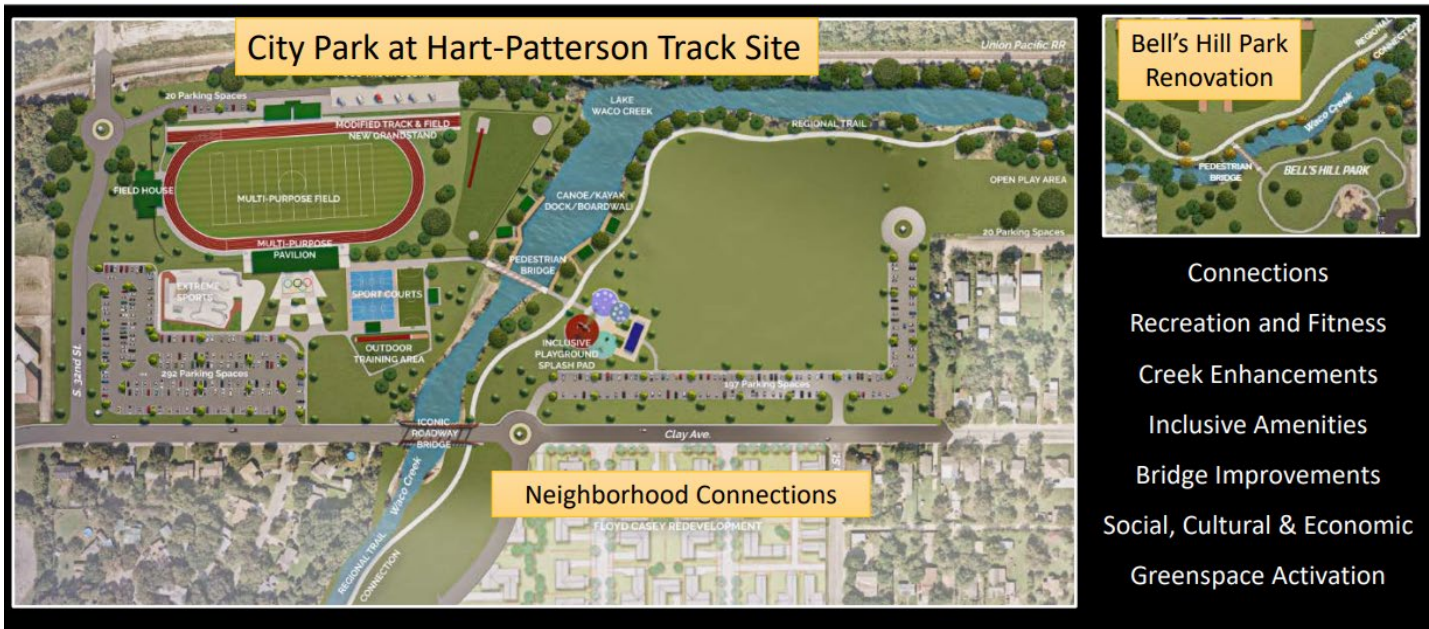 City Park at Hart-Patterson Track Site
Union Pacific RR
20 Parking Spaces
LAKE
WACO CREEK
MODIFIED TRACK & FIELD
NEW GRANDSTAND
REGIONAL TRAIL
FIELD HOUSE
MULTI-PURPOSE FIELD
CANOE/KAYAK
DOCK/BOARDWALK
OPEN PLAY AREA
20 Parking Spaces
MULTI-PURPOSE
PAVILION
PEDESTRIAN
BRIDGE
EXTREME
SPORTS
SPORT COURTS
OUTDOOR
TRAINING AREA
INCLUSIVE
PLAYGROUND
SPLASH PAD
S. 32nd St.
292 Parking Spaces
197 Parking Spaces
ICONIC
ROADWAY
BRIDGE
Clay Ave.
Waco Creek
Neighborhood Connections
FLOYD CASEY REDEVELOPMENT
REGIONAL TRAIL
CONNECTION
Bell's Hill Park
Renovation
REGIONAL
CONNECTION
Waco Creek
PEDESTRIAN
BRIDGE
BELL'S HILL PARK
Connections
Recreation and Fitness
Creek Enhancements
Inclusive Amenities
Bridge Improvements
Social, Cultural & Economic
Greenspace Activation